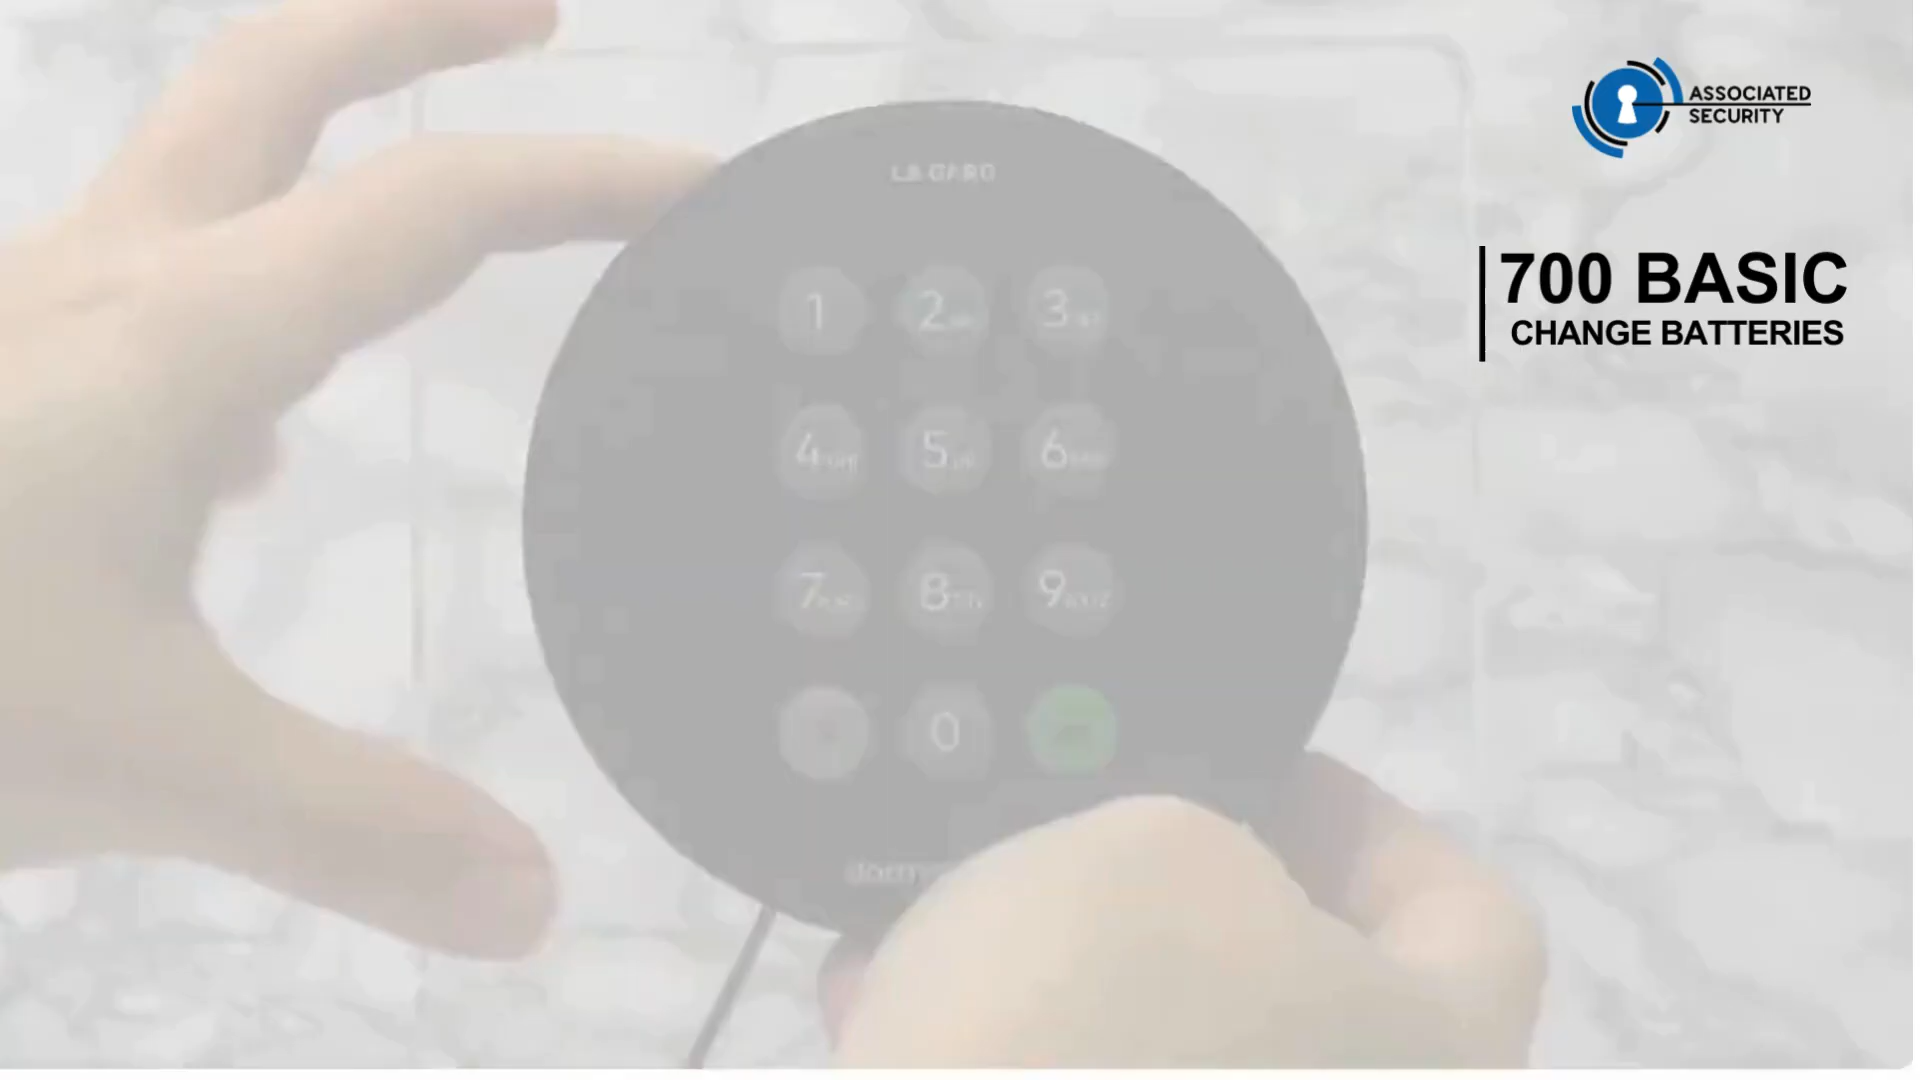 ASSOCIATED
SECURITY
700 BASIC
CHANGE BATTERIES
LA GARD
1 2 3
4 5 6
7 8 9
0